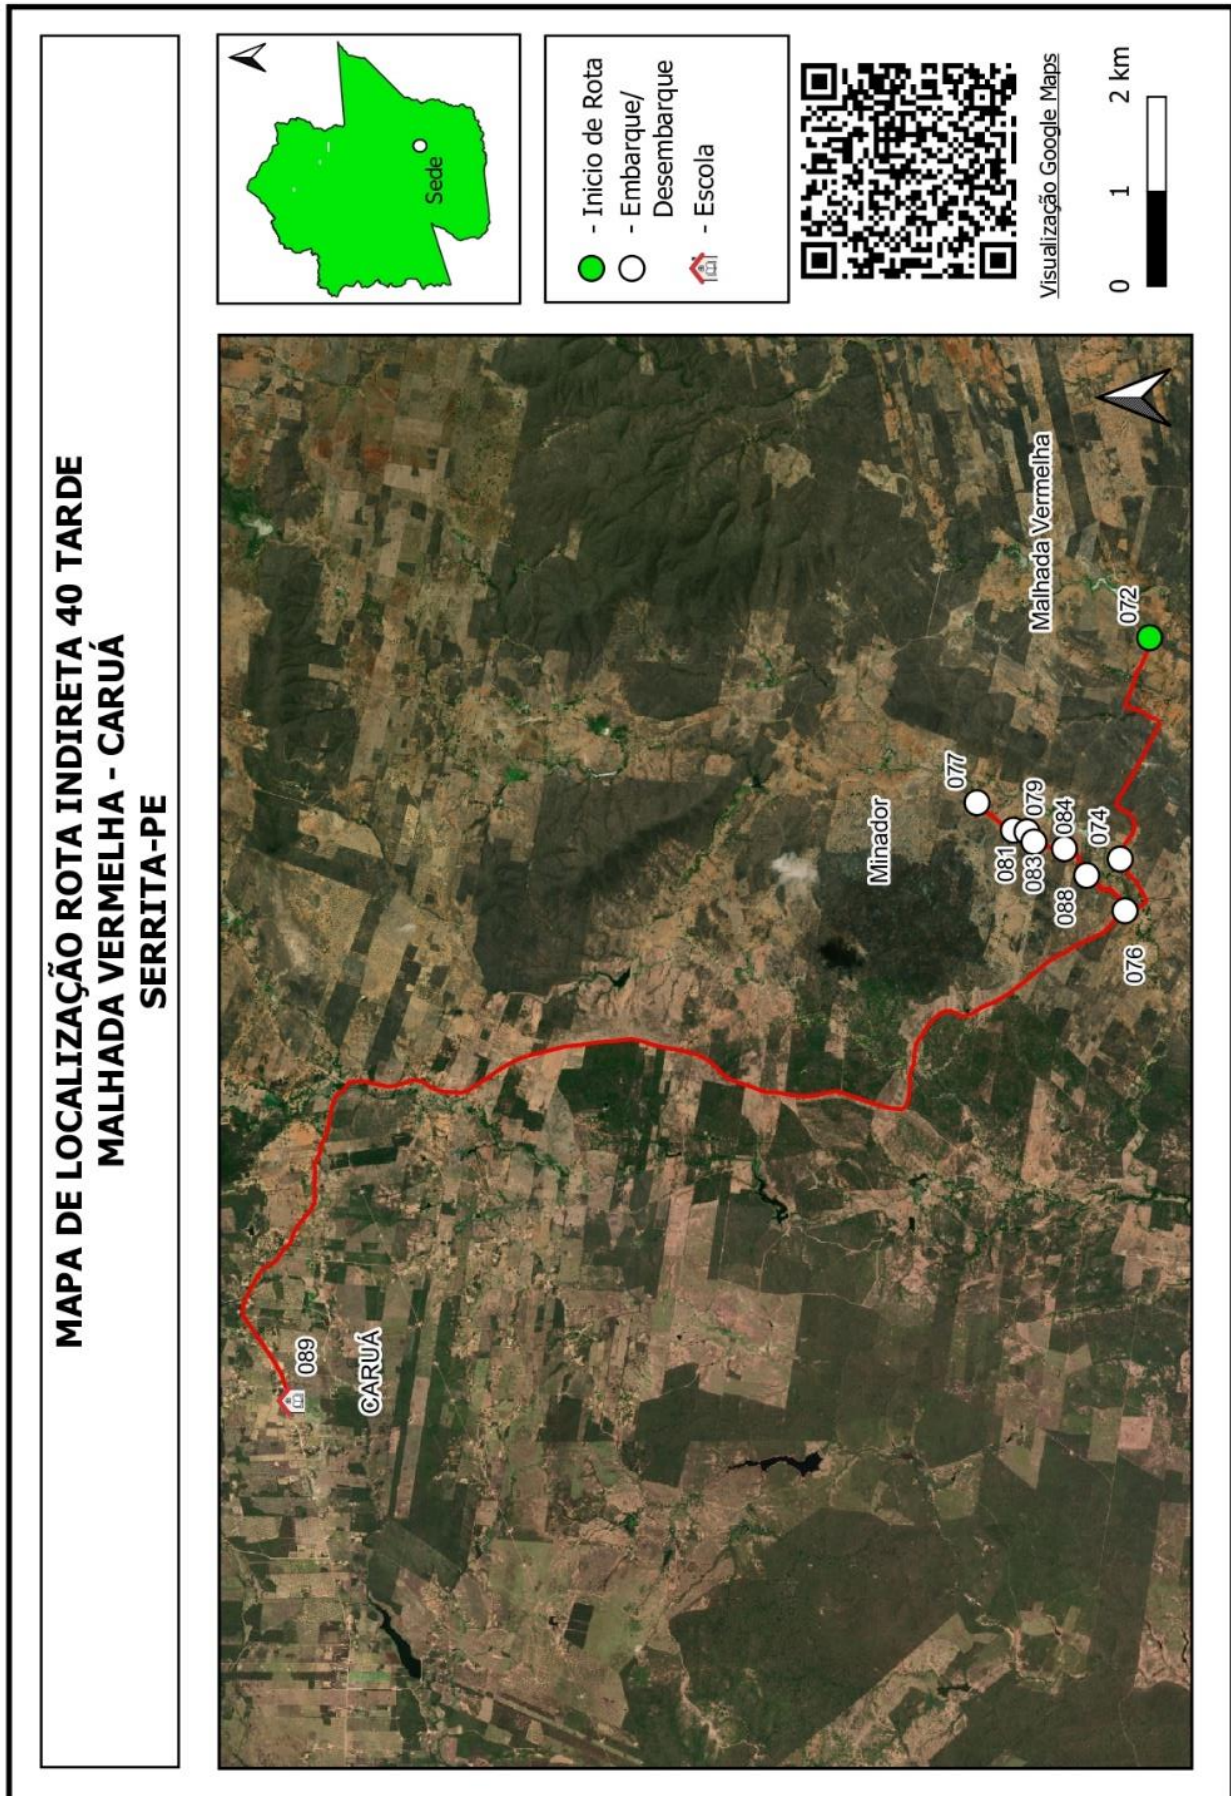 MAPA DE LOCALIZAÇÃO ROTA INDIRETA 40 TARDE
MALHADA VERMELHA - CARUÁ
SERRITA-PE
Sede
- Inicio de Rota
- Embarque/
Desembarque
- Escola
Visualização Google Maps
0 1 2 km
089
CARUÁ
Minador
077
081
079
083
084
088
074
076
Malhada Vermelha
072